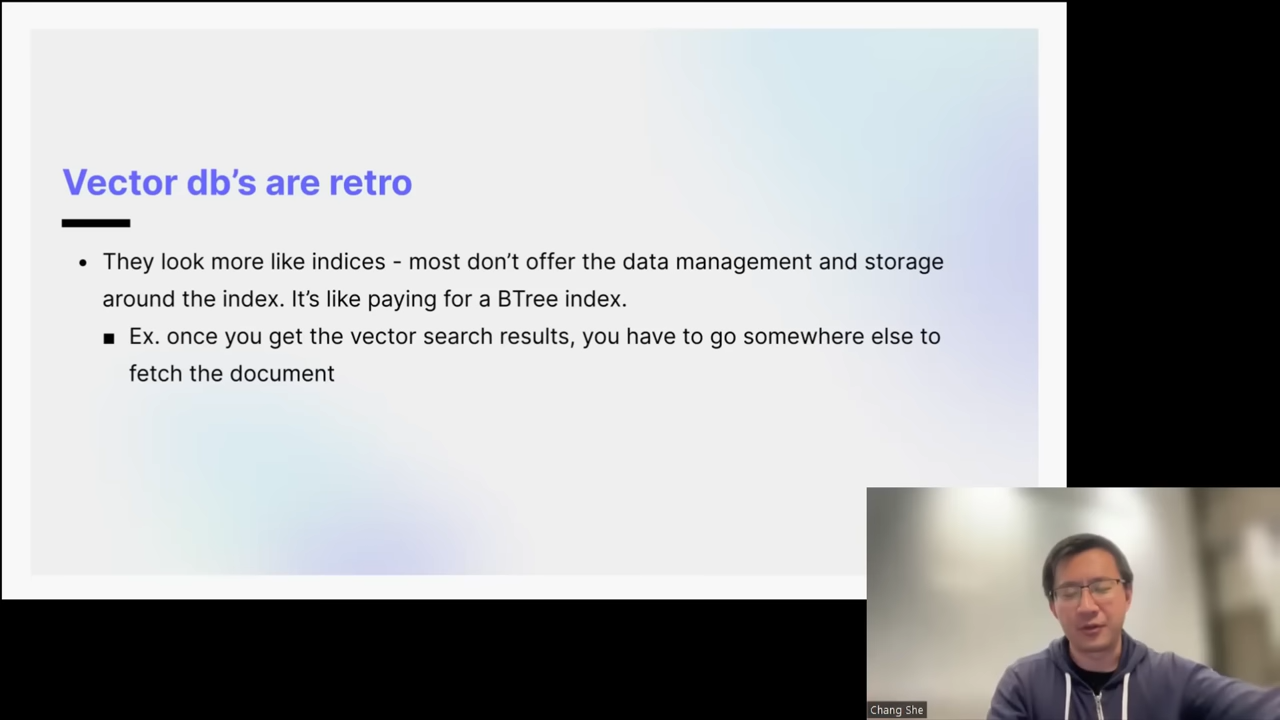 Vector db’s are retro
• They look more like indices - most don’t offer the data management and storage
around the index. It’s like paying for a BTree index.
■ Ex. once you get the vector search results, you have to go somewhere else to
fetch the document
Chang She